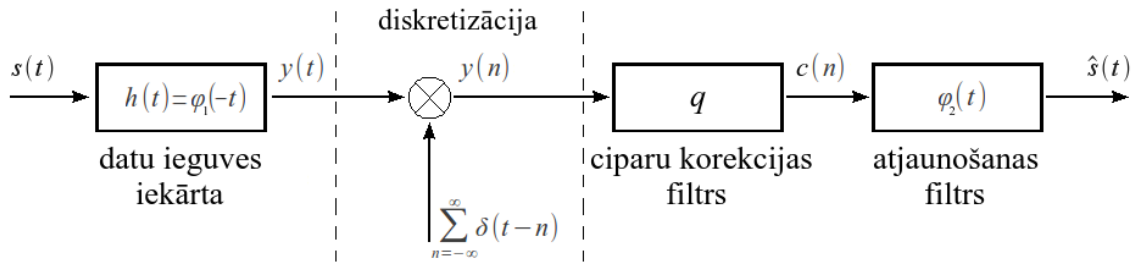 diskretizācija
s(t)
h(t)=φ₁(−t)
y(t)
y(n)
q
c(n)
φ₂(t)
ŝ(t)
datu ieguves
iekārta
ciparu korekcijas
filtrs
atjaunošanas
filtrs
∑_{n=−∞}^{∞} δ(t−n)